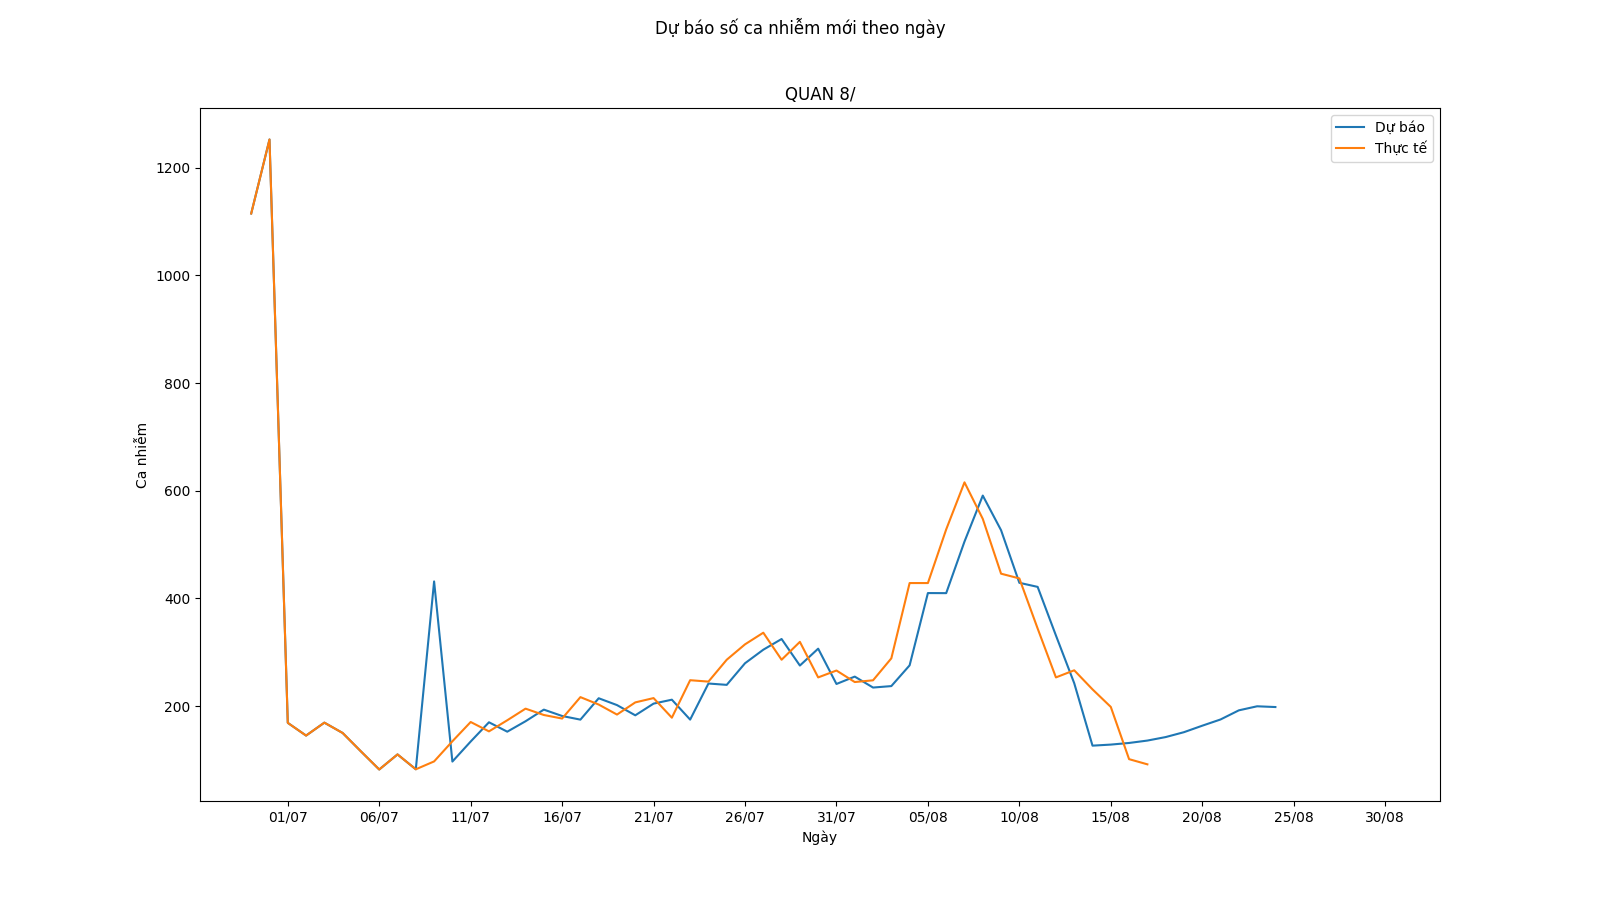 Dự báo số ca nhiễm mới theo ngày
QUAN 8/
Dự báo
Thực tế
1200
1000
800
600
400
200
Ca nhiễm
01/07 06/07 11/07 16/07 21/07 26/07 31/07 05/08 10/08 15/08 20/08 25/08 30/08
Ngày